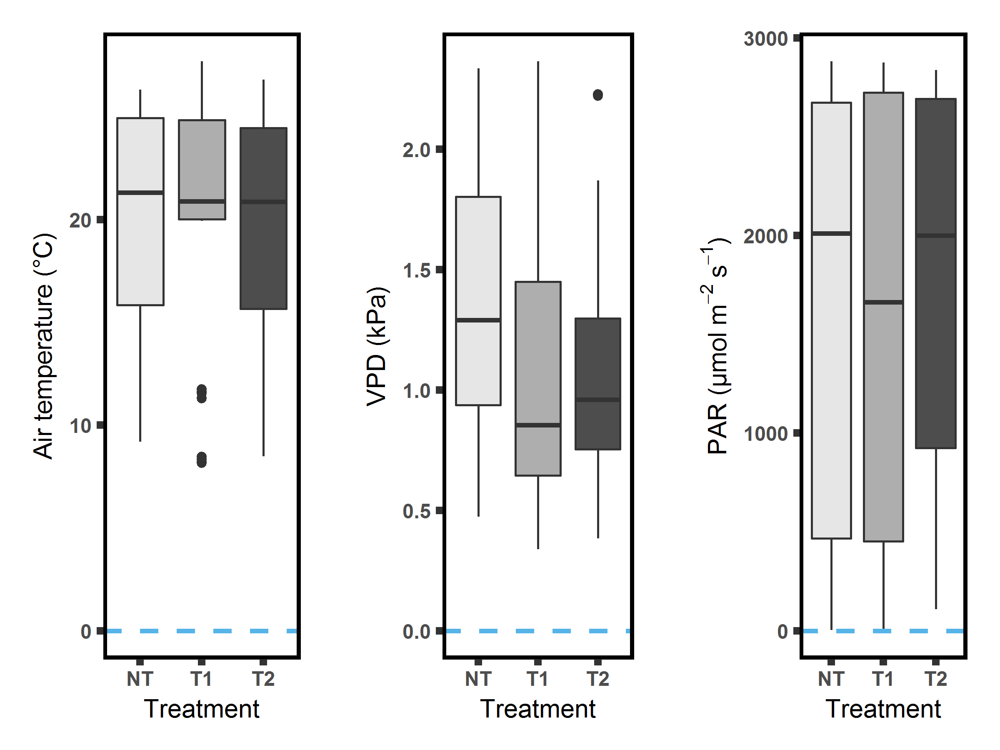 Air temperature (°C)
20
10
0
NT T1 T2
Treatment
VPD (kPa)
2.0
1.5
1.0
0.5
0.0
NT T1 T2
Treatment
PAR (μmol m⁻² s⁻¹)
3000
2000
1000
0
NT T1 T2
Treatment